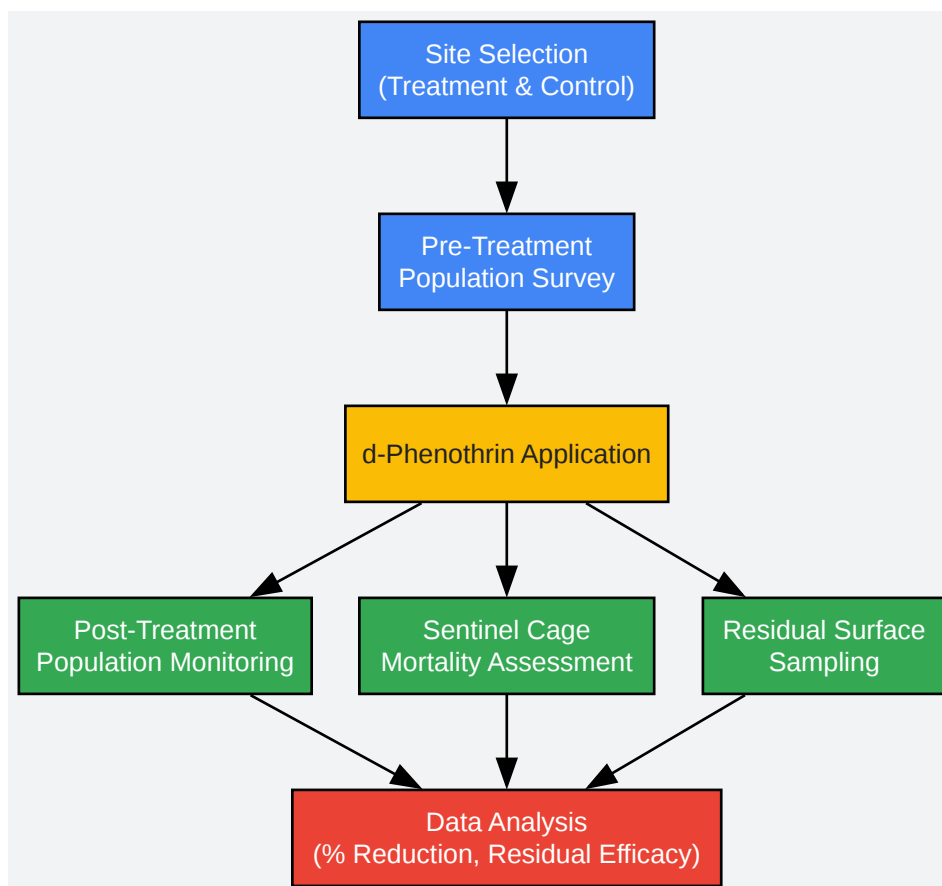 Site Selection
(Treatment & Control)
Pre-Treatment
Population Survey
d-Phenothrin Application
Post-Treatment
Population Monitoring
Sentinel Cage
Mortality Assessment
Residual Surface
Sampling
Data Analysis
(% Reduction, Residual Efficacy)